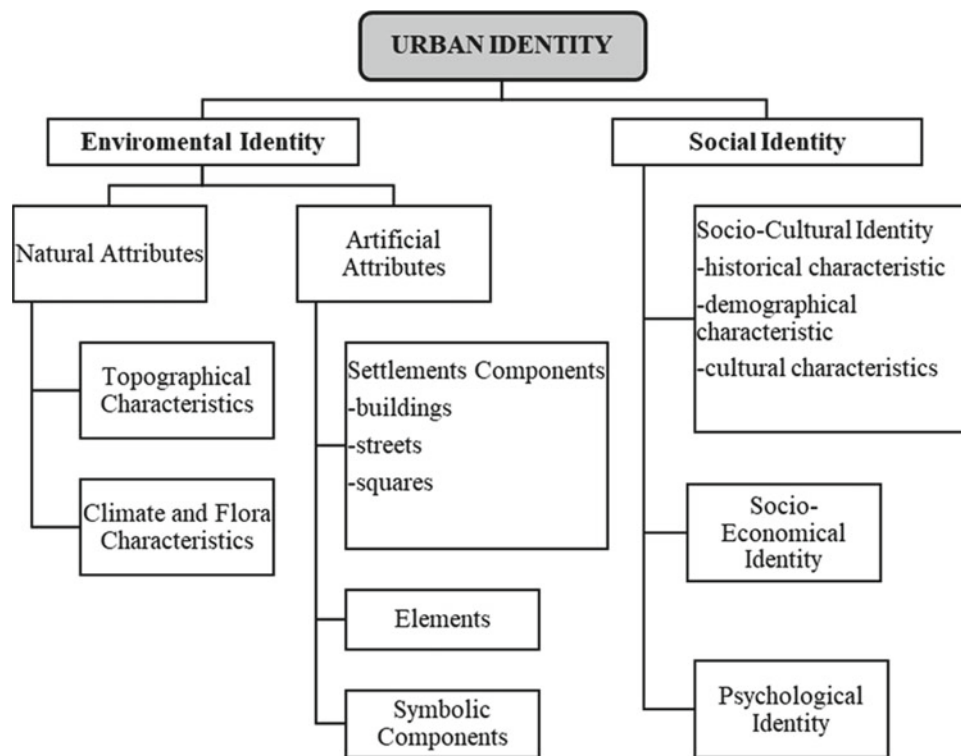 URBAN IDENTITY
Enviromental Identity
Social Identity
Natural Attributes
Artificial
Attributes
Socio-Cultural Identity
-historical characteristic
-demographical
characteristic
-cultural characteristics
Topographical
Characteristics
Settlements Components
-buildings
-streets
-squares
Climate and Flora
Characteristics
Socio-
Economical
Identity
Elements
Symbolic
Components
Psychological
Identity